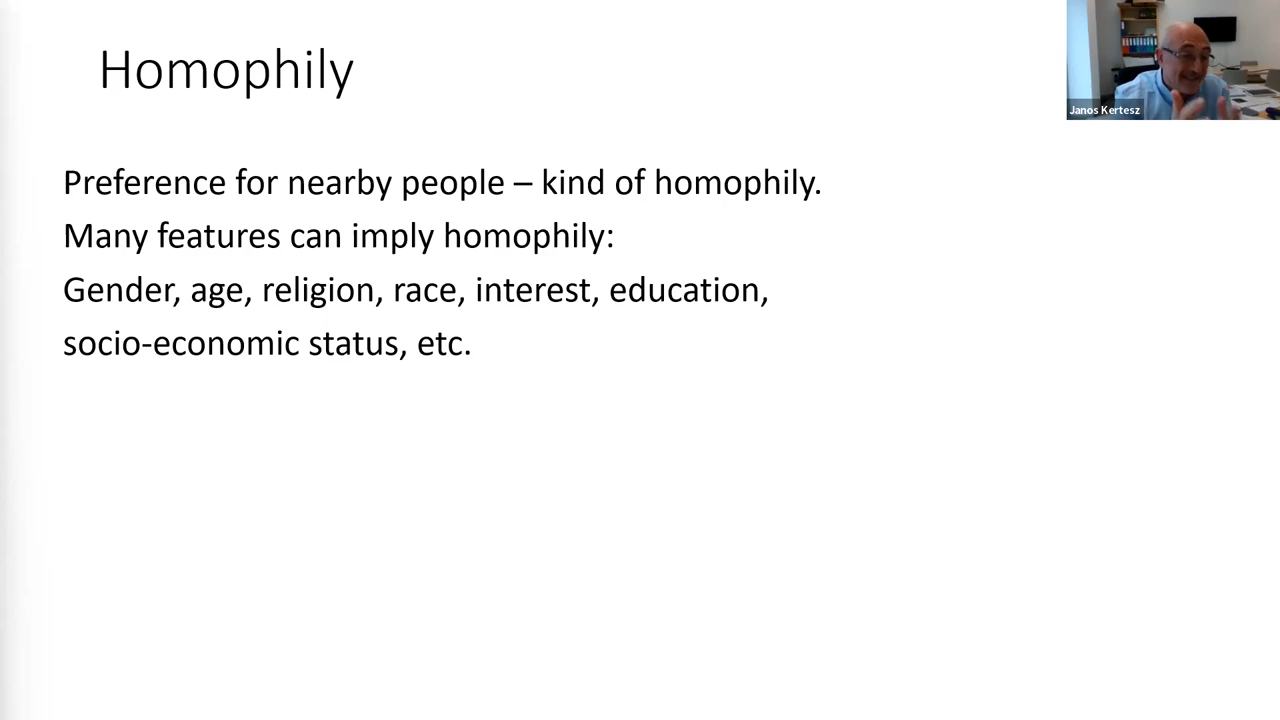 Homophily
Janos Kertesz
Preference for nearby people – kind of homophily.
Many features can imply homophily:
Gender, age, religion, race, interest, education,
socio-economic status, etc.